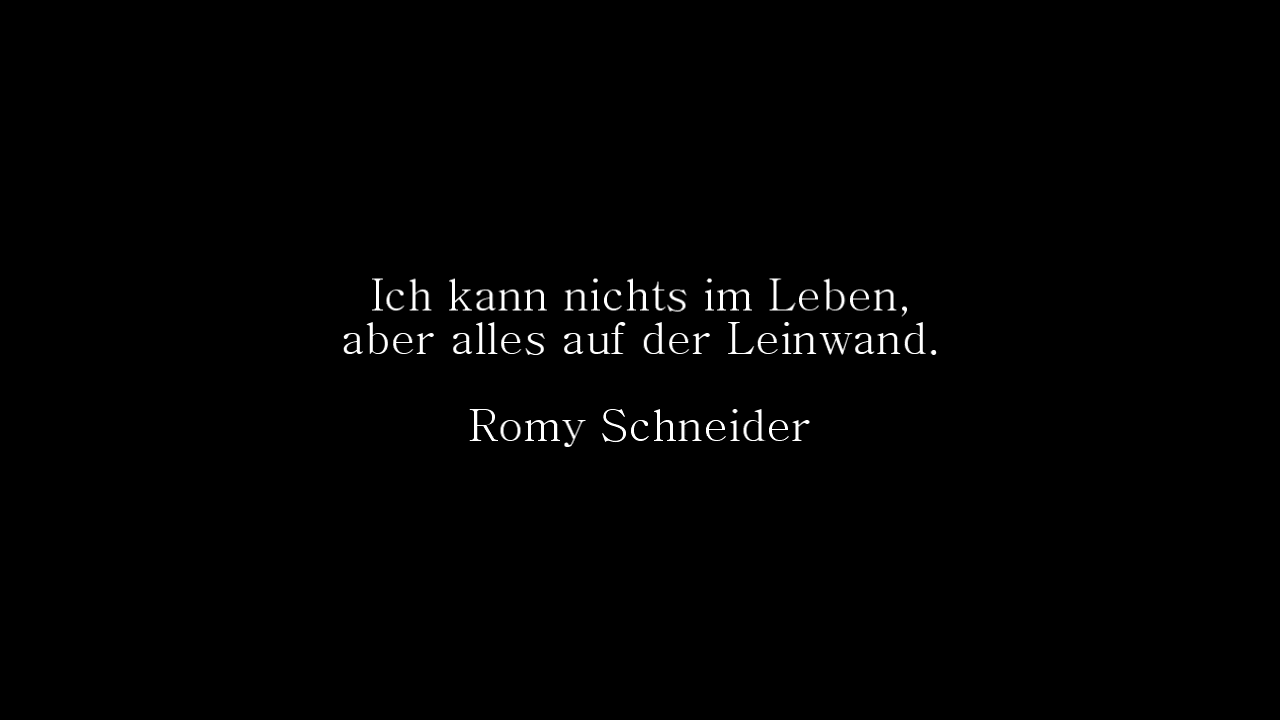 Ich kann nichts im Leben,
aber alles auf der Leinwand.
Romy Schneider